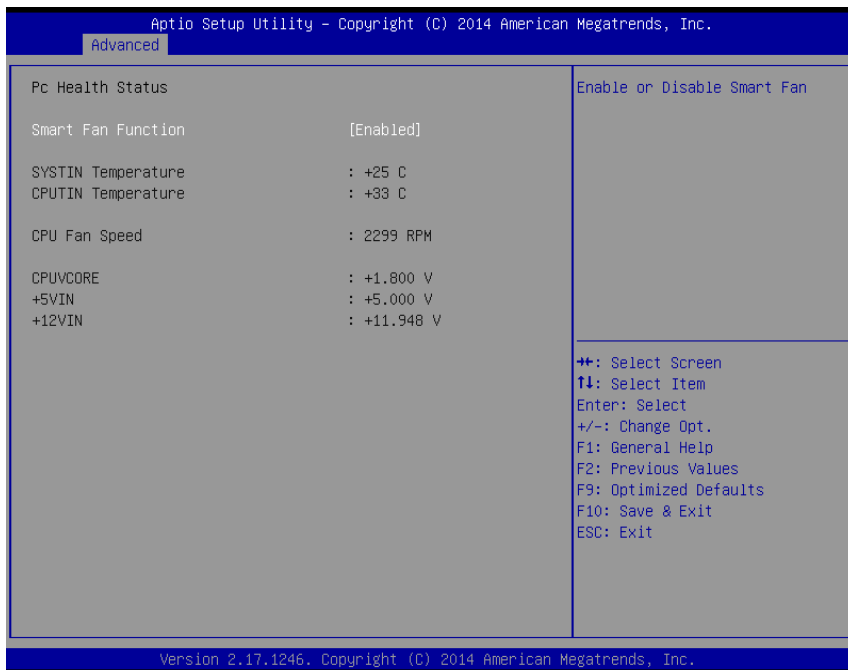 Aptio Setup Utility – Copyright (C) 2014 American Megatrends, Inc.
Advanced
Pc Health Status
Smart Fan Function [Enabled]
SYSTIN Temperature : +25 C
CPUTIN Temperature : +33 C
CPU Fan Speed : 2299 RPM
CPUVCORE : +1.800 V
+5VIN : +5.000 V
+12VIN : +11.948 V
Enable or Disable Smart Fan
→←: Select Screen
↑↓: Select Item
Enter: Select
+/-: Change Opt.
F1: General Help
F2: Previous Values
F9: Optimized Defaults
F10: Save & Exit
ESC: Exit
Version 2.17.1246. Copyright (C) 2014 American Megatrends, Inc.